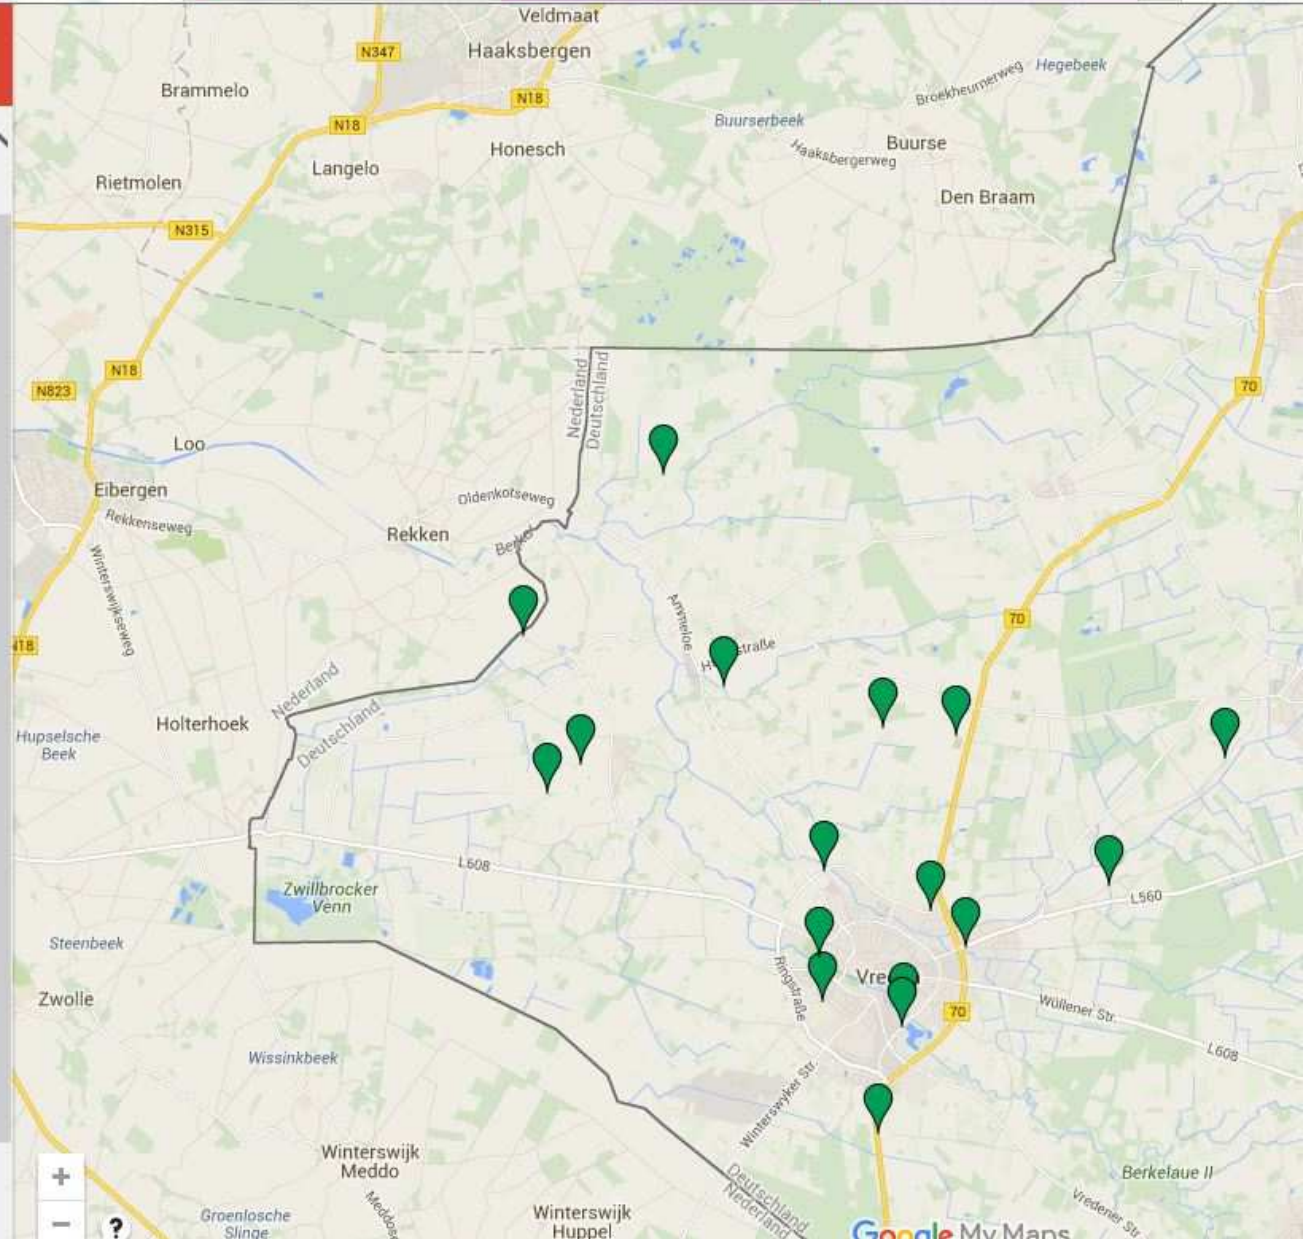 Veldmaat
N347
Haaksbergen
Hegebeek
Broekheurnerweg
Brammelo
N18
Buurserbeek
N18
Buurse
Honesch
Haaksbergerweg
Langelo
Rietmolen
Den Braam
N315
N18
70
N823
Nederland
Deutschland
Loo
Eibergen
Oldenkotseweg
Rekkenseweg
Rekken
Berkel
Winterswijkseweg
Ammeloe
70
N18
straße
Nederland
Deutschland
Holterhoek
Hupselsche
Beek
L608
Zwillbrocker
Venn
L560
Steenbeek
Ringstraße
Vre
Zwolle
Wüllener Str.
70
Wissinkbeek
L608
Winterswyker Str.
Winterswijk
Meddo
Deutschland
Nederland
Berkelaue II
+
Vredener Str.
Groenlosche
Slinge
Winterswijk
Huppel
−
?
Google My Maps